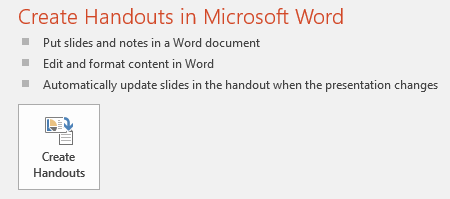 Create Handouts in Microsoft Word
Put slides and notes in a Word document
Edit and format content in Word
Automatically update slides in the handout when the presentation changes
Create
Handouts